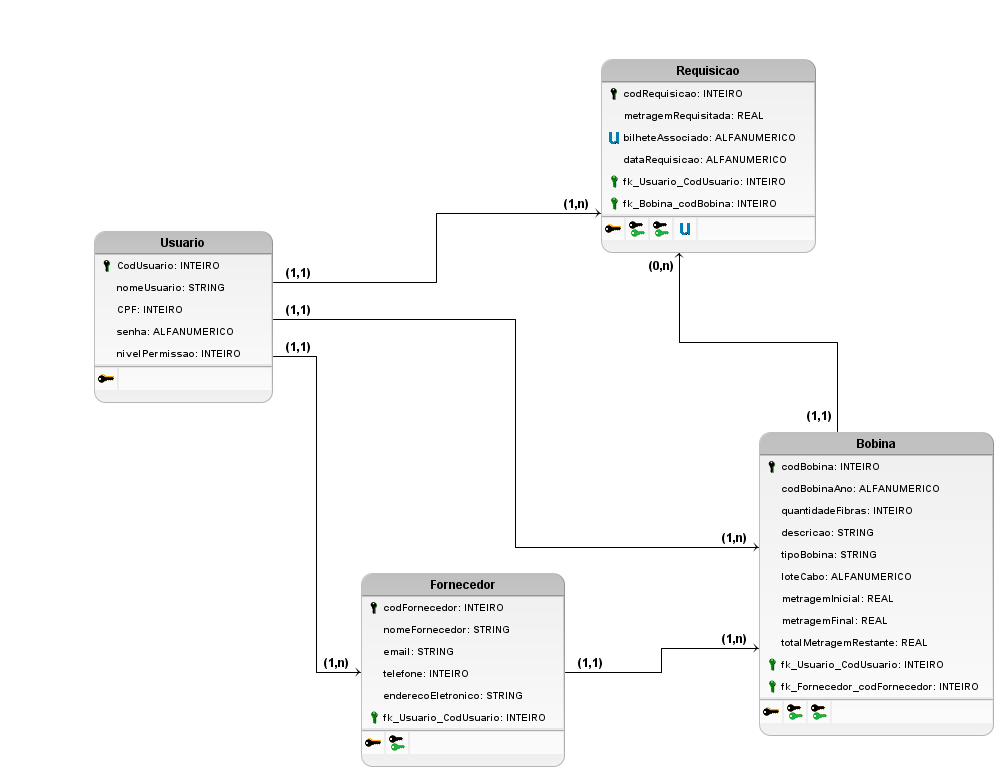 Requisicao
codRequisicao: INTEIRO
metragemRequisitada: REAL
U bilheteAssociado: ALFANUMERICO
dataRequisicao: ALFANUMERICO
fk_Usuario_CodUsuario: INTEIRO
fk_Bobina_codBobina: INTEIRO
U
(1,n)
(0,n)
Usuario
CodUsuario: INTEIRO
nomeUsuario: STRING
CPF: INTEIRO
senha: ALFANUMERICO
nivelPermissao: INTEIRO
(1,1)
(1,1)
(1,1)
(1,1)
Bobina
codBobina: INTEIRO
codBobinaAno: ALFANUMERICO
quantidadeFibras: INTEIRO
descricao: STRING
tipoBobina: STRING
loteCabo: ALFANUMERICO
metragemInicial: REAL
metragemFinal: REAL
totalMetragemRestante: REAL
fk_Usuario_CodUsuario: INTEIRO
fk_Fornecedor_codFornecedor: INTEIRO
(1,n)
(1,n)
Fornecedor
codFornecedor: INTEIRO
nomeFornecedor: STRING
email: STRING
telefone: INTEIRO
enderecoEletronico: STRING
fk_Usuario_CodUsuario: INTEIRO
(1,n)
(1,1)